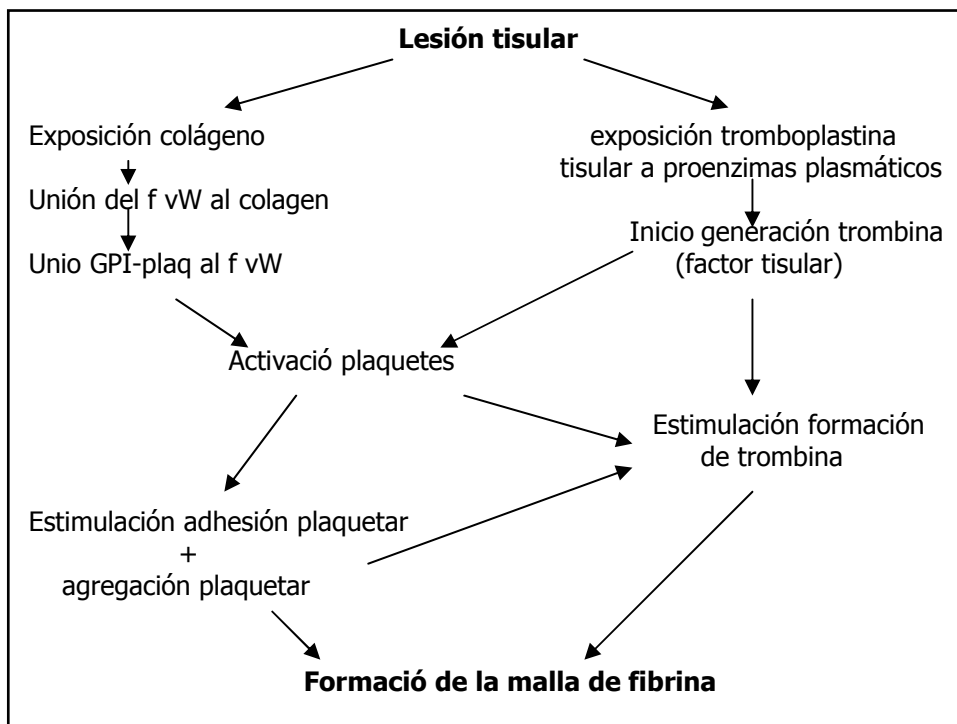 Lesión tisular
Exposición colágeno
Unión del f vW al colagen
Unio GPI-plaq al f vW
exposición tromboplastina
tisular a proenzimas plasmáticos
Inicio generación trombina
(factor tisular)
Activació plaquetes
Estimulación formación
de trombina
Estimulación adhesión plaquetar
+
agregación plaquetar
Formació de la malla de fibrina